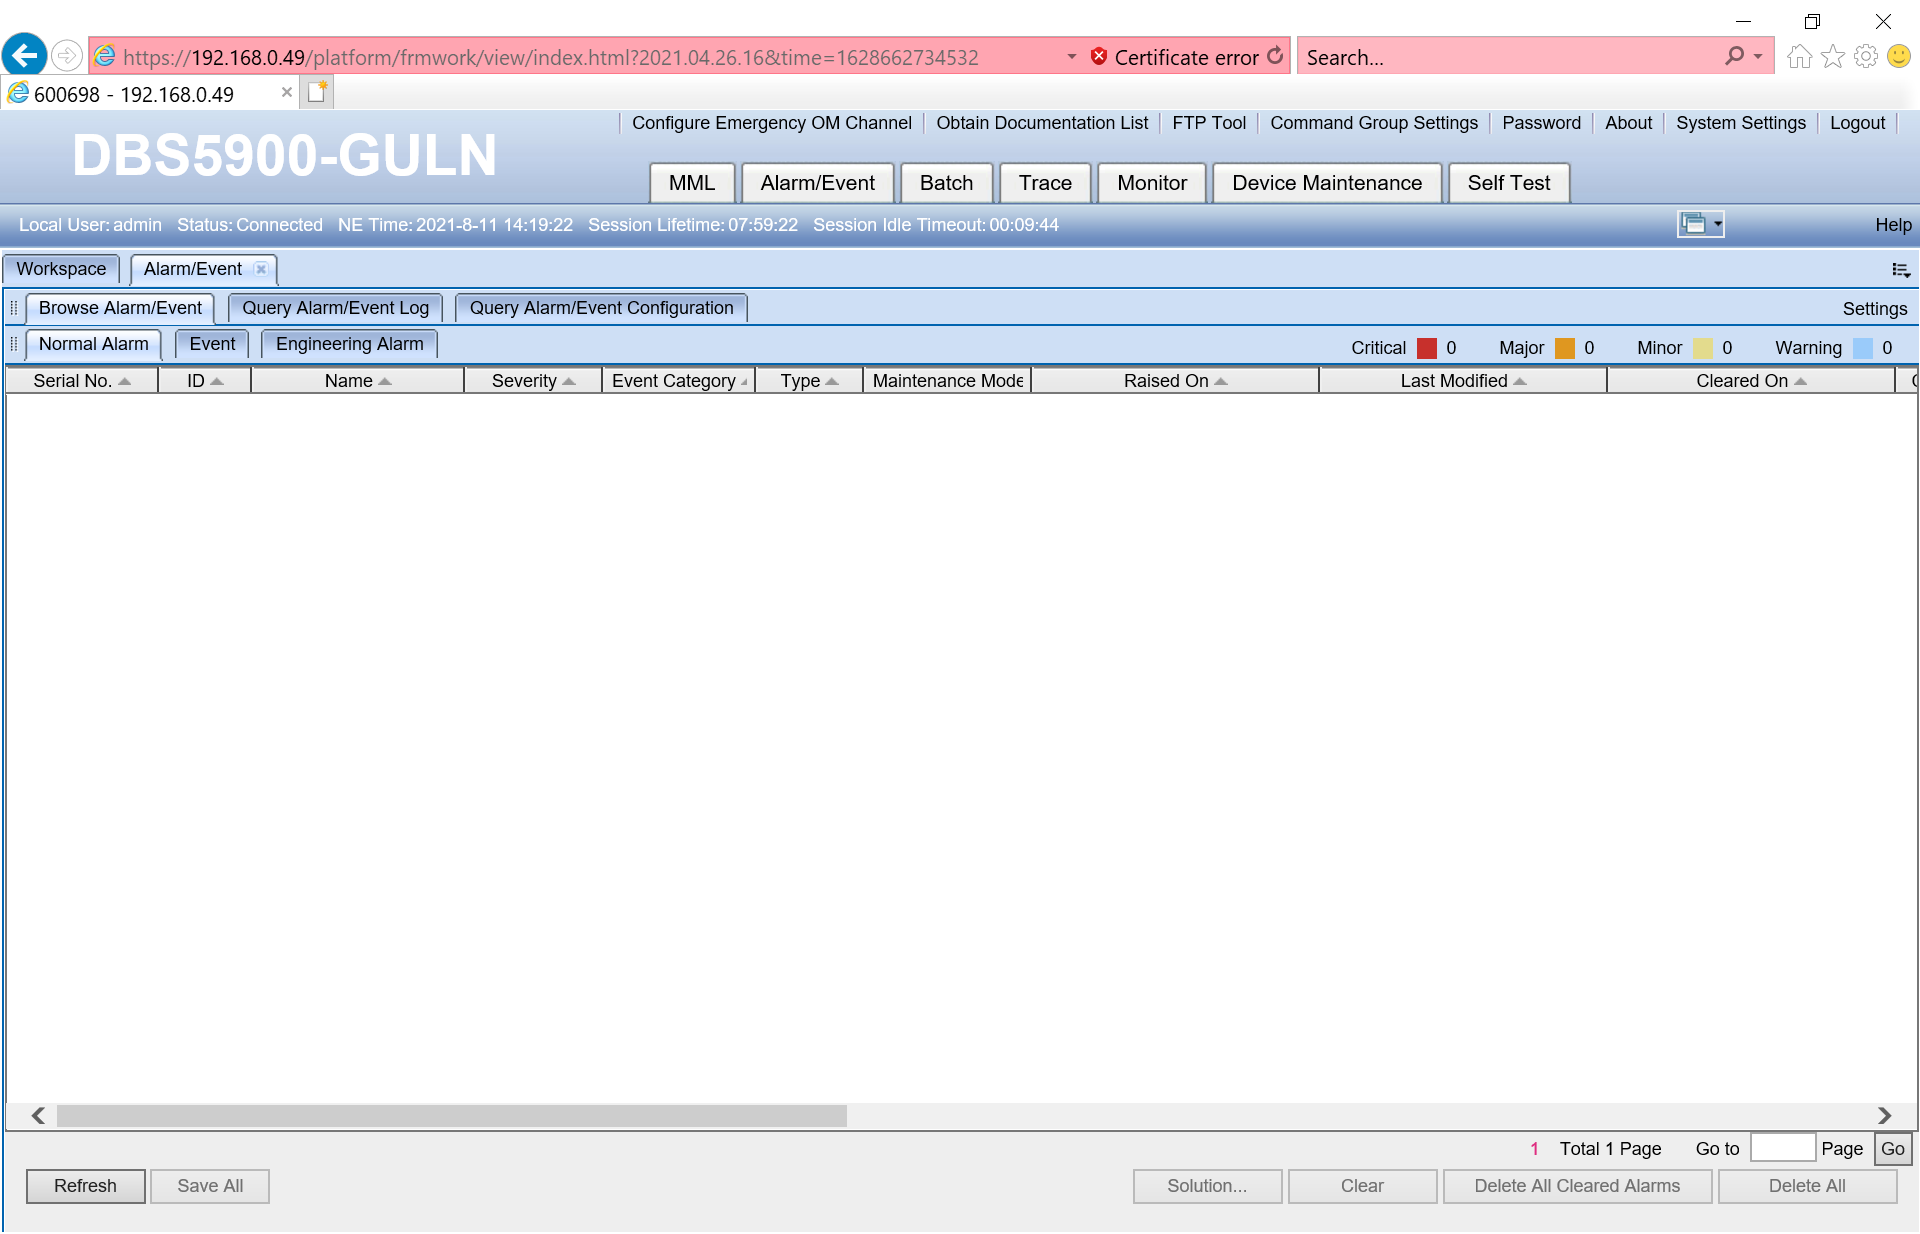 https://192.168.0.49/platform/frmwork/view/index.html?2021.04.26.16&time=1628662734532 Certificate error Search...
600698 - 192.168.0.49
Configure Emergency OM Channel Obtain Documentation List FTP Tool Command Group Settings Password About System Settings Logout
DBS5900-GULN
MML Alarm/Event Batch Trace Monitor Device Maintenance Self Test
Local User: admin Status: Connected NE Time: 2021-8-11 14:19:22 Session Lifetime: 07:59:22 Session Idle Timeout: 00:09:44 Help
Workspace Alarm/Event
Browse Alarm/Event Query Alarm/Event Log Query Alarm/Event Configuration Settings
Normal Alarm Event Engineering Alarm Critical 0 Major 0 Minor 0 Warning 0
Serial No. ID Name Severity Event Category Type Maintenance Mode Raised On Last Modified Cleared On
1 Total 1 Page Go to Page Go
Refresh Save All Solution... Clear Delete All Cleared Alarms Delete All